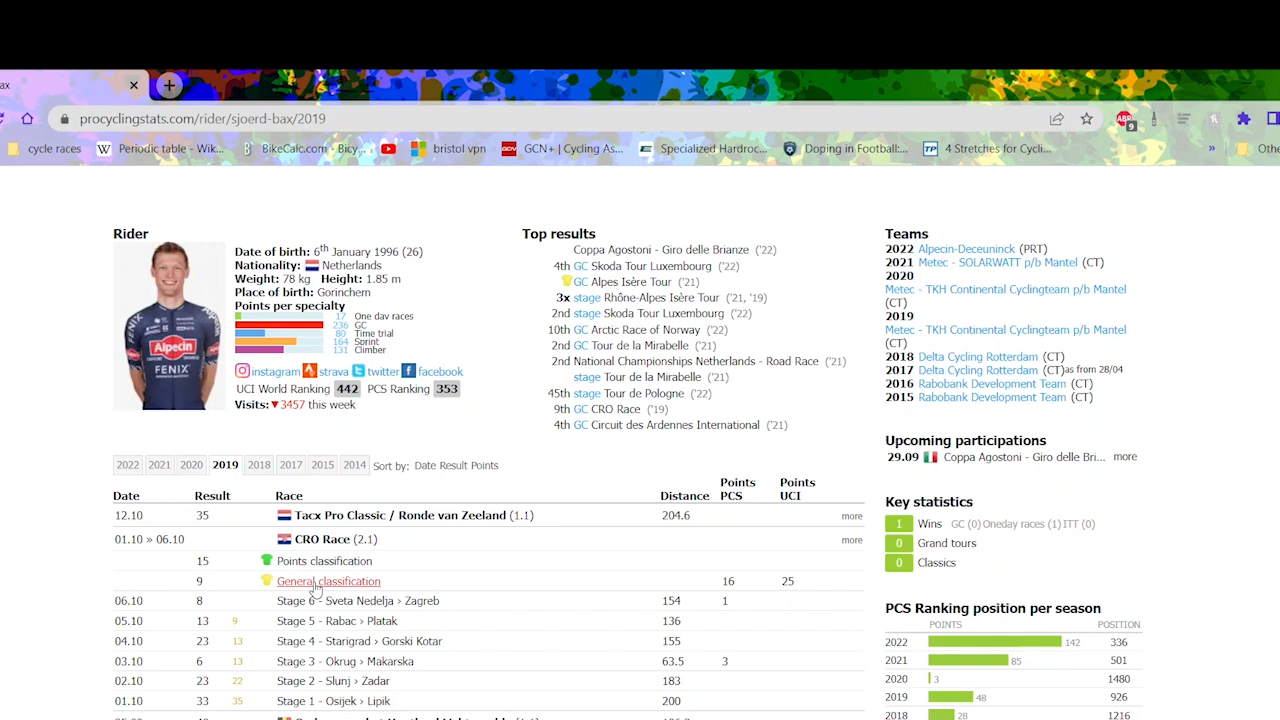 ax
procyclingstats.com/rider/sjoerd-bax/2019
ABP
9
cycle races
W Periodic table - Wik...
BikeCalc.com - Bicy...
bristol vpn
GCN GCN+ | Cycling As...
Specialized Hardroc...
Doping in Football:...
TP 4 Stretches for Cycli...
»
Othe
Rider
Date of birth: 6th January 1996 (26)
Nationality: Netherlands
Weight: 78 kg Height: 1.85 m
Place of birth: Gorinchem
Points per specialty
17 One day races
236 GC
80 Time trial
164 Sprint
131 Climber
instagram strava twitter facebook
UCI World Ranking 442 PCS Ranking 353
Visits: ▼3457 this week
Alpecin
FENIX
Top results
Coppa Agostoni - Giro delle Brianze ('22)
4th GC Skoda Tour Luxembourg ('22)
GC Alpes Isère Tour ('21)
3x stage Rhône-Alpes Isère Tour ('21, '19)
2nd stage Skoda Tour Luxembourg ('22)
10th GC Arctic Race of Norway ('22)
2nd GC Tour de la Mirabelle ('21)
2nd National Championships Netherlands - Road Race ('21)
stage Tour de la Mirabelle ('21)
45th stage Tour de Pologne ('22)
9th GC CRO Race ('19)
4th GC Circuit des Ardennes International ('21)
Teams
2022 Alpecin-Deceuninck (PRT)
2021 Metec - SOLARWATT p/b Mantel (CT)
2020
Metec - TKH Continental Cyclingteam p/b Mantel
(CT)
2019
Metec - TKH Continental Cyclingteam p/b Mantel
(CT)
2018 Delta Cycling Rotterdam (CT)
2017 Delta Cycling Rotterdam (CT)as from 28/04
2016 Rabobank Development Team (CT)
2015 Rabobank Development Team (CT)
Upcoming participations
29.09 Coppa Agostoni - Giro delle Bri... more
Key statistics
1 Wins GC (0) Oneday races (1) ITT (0)
0 Grand tours
0 Classics
PCS Ranking position per season
POINTS POSITION
2022 142 336
2021 85 501
2020 3 1480
2019 48 926
2018 28 1216
2022 2021 2020 2019 2018 2017 2015 2014 Sort by: Date Result Points
Date Result Race Distance Points PCS Points UCI
12.10 35 Tacx Pro Classic / Ronde van Zeeland (1.1) 204.6 more
01.10 » 06.10 CRO Race (2.1) more
15 Points classification
9 General classification 16 25
06.10 8 Stage 6 - Sveta Nedelja › Zagreb 154 1
05.10 13 9 Stage 5 - Rabac › Platak 136
04.10 23 13 Stage 4 - Starigrad › Gorski Kotar 155
03.10 6 13 Stage 3 - Okrug › Makarska 63.5 3
02.10 23 22 Stage 2 - Slunj › Zadar 183
01.10 33 35 Stage 1 - Osijek › Lipik 200